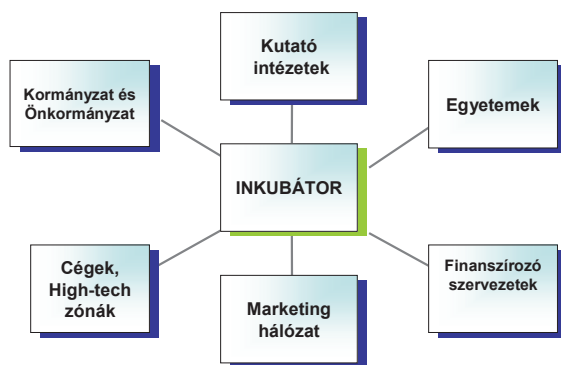 Kutató
intézetek
Kormányzat és
Önkormányzat
Egyetemek
INKUBÁTOR
Cégek,
High-tech
zónák
Marketing
hálózat
Finanszírozó
szervezetek